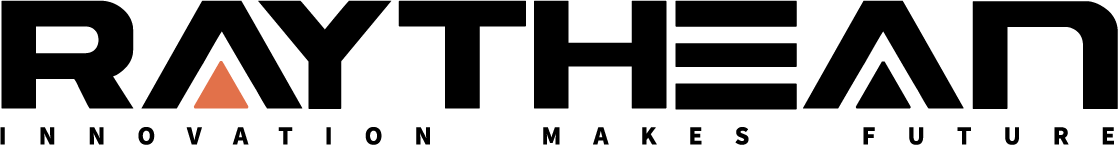 RAYTHEAN
INNOVATION MAKES FUTURE